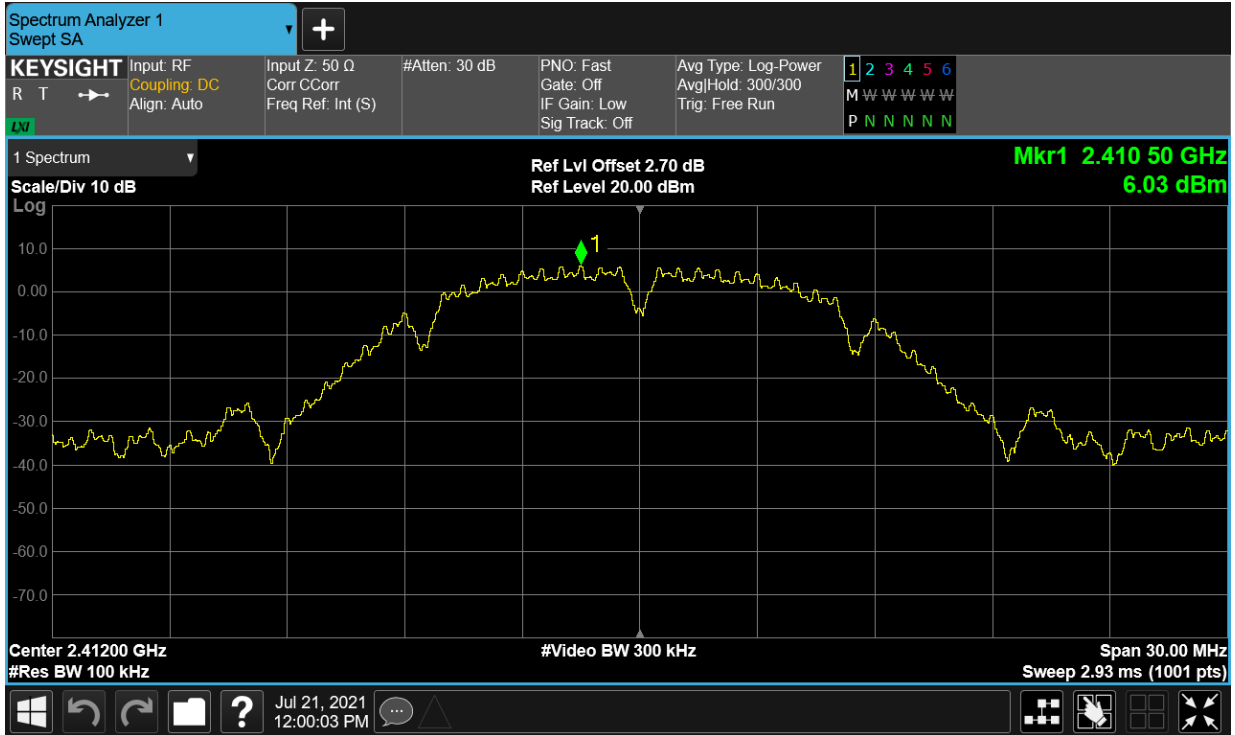 Spectrum Analyzer 1
Swept SA
+
KEYSIGHT
R T
LXI
Input: RF
Coupling: DC
Align: Auto
Input Z: 50 Ω
Corr CCorr
Freq Ref: Int (S)
#Atten: 30 dB
PNO: Fast
Gate: Off
IF Gain: Low
Sig Track: Off
Avg Type: Log-Power
Avg|Hold: 300/300
Trig: Free Run
1 2 3 4 5 6
M W W W W W
P N N N N N
1 Spectrum
Scale/Div 10 dB
Ref Lvl Offset 2.70 dB
Ref Level 20.00 dBm
Mkr1 2.410 50 GHz
6.03 dBm
Log
1
10.0
0.00
-10.0
-20.0
-30.0
-40.0
-50.0
-60.0
-70.0
Center 2.41200 GHz
#Video BW 300 kHz
Span 30.00 MHz
#Res BW 100 kHz
Sweep 2.93 ms (1001 pts)
?
Jul 21, 2021
12:00:03 PM